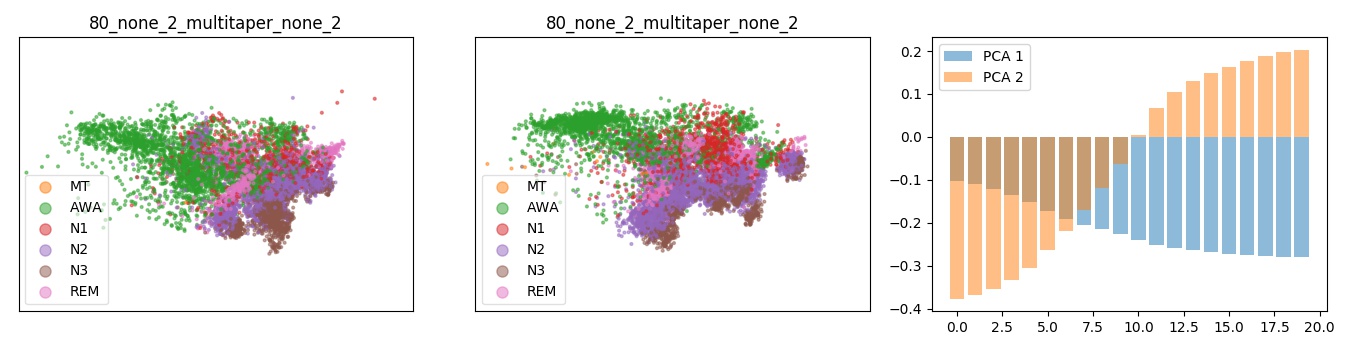 80_none_2_multitaper_none_2
MT
AWA
N1
N2
N3
REM
80_none_2_multitaper_none_2
MT
AWA
N1
N2
N3
REM
PCA 1
PCA 2
0.2
0.1
0.0
−0.1
−0.2
−0.3
−0.4
0.0 2.5 5.0 7.5 10.0 12.5 15.0 17.5 20.0